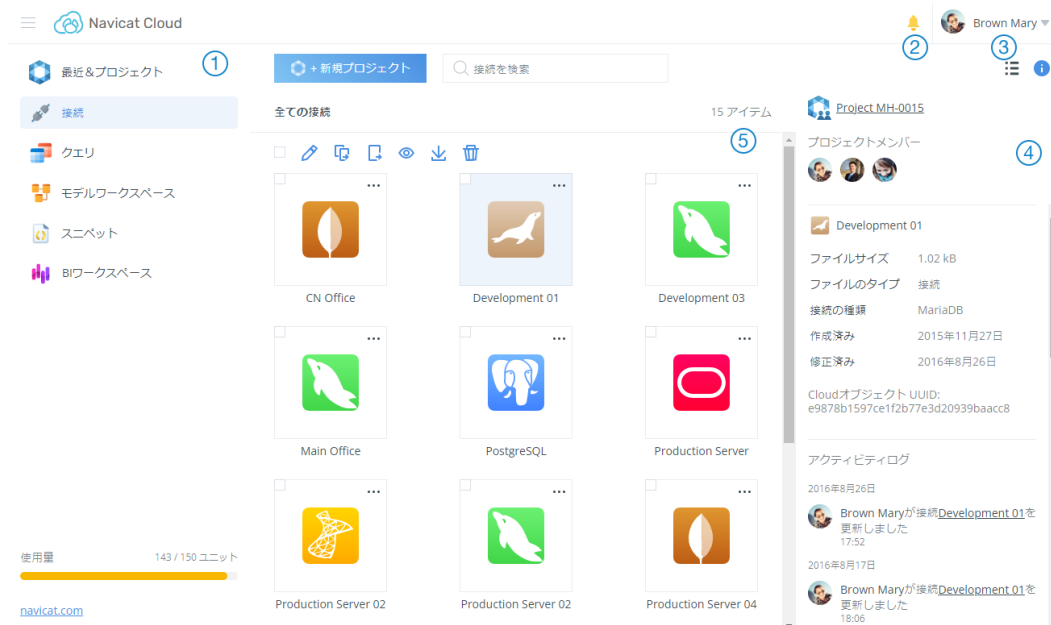 Navicat Cloud
Brown Mary
①
②
③
最近＆プロジェクト
接続
クエリ
モデルワークスペース
スニペット
BIワークスペース
使用量 143 / 150 ユニット
navicat.com
+ 新規プロジェクト
接続を検索
全ての接続 15 アイテム
⑤
CN Office
Development 01
Development 03
Main Office
PostgreSQL
Production Server
Production Server 02
Production Server 02
Production Server 04
Project MH-0015
プロジェクトメンバー
④
Development 01
ファイルサイズ 1.02 kB
ファイルのタイプ 接続
接続の種類 MariaDB
作成済み 2015年11月27日
修正済み 2016年8月26日
Cloudオブジェクト UUID:
e9878b1597ce1f2b77e3d20939baacc8
アクティビティログ
2016年8月26日
Brown Maryが接続Development 01を
更新しました
17:52
2016年8月17日
Brown Maryが接続Development 01を
更新しました
18:06